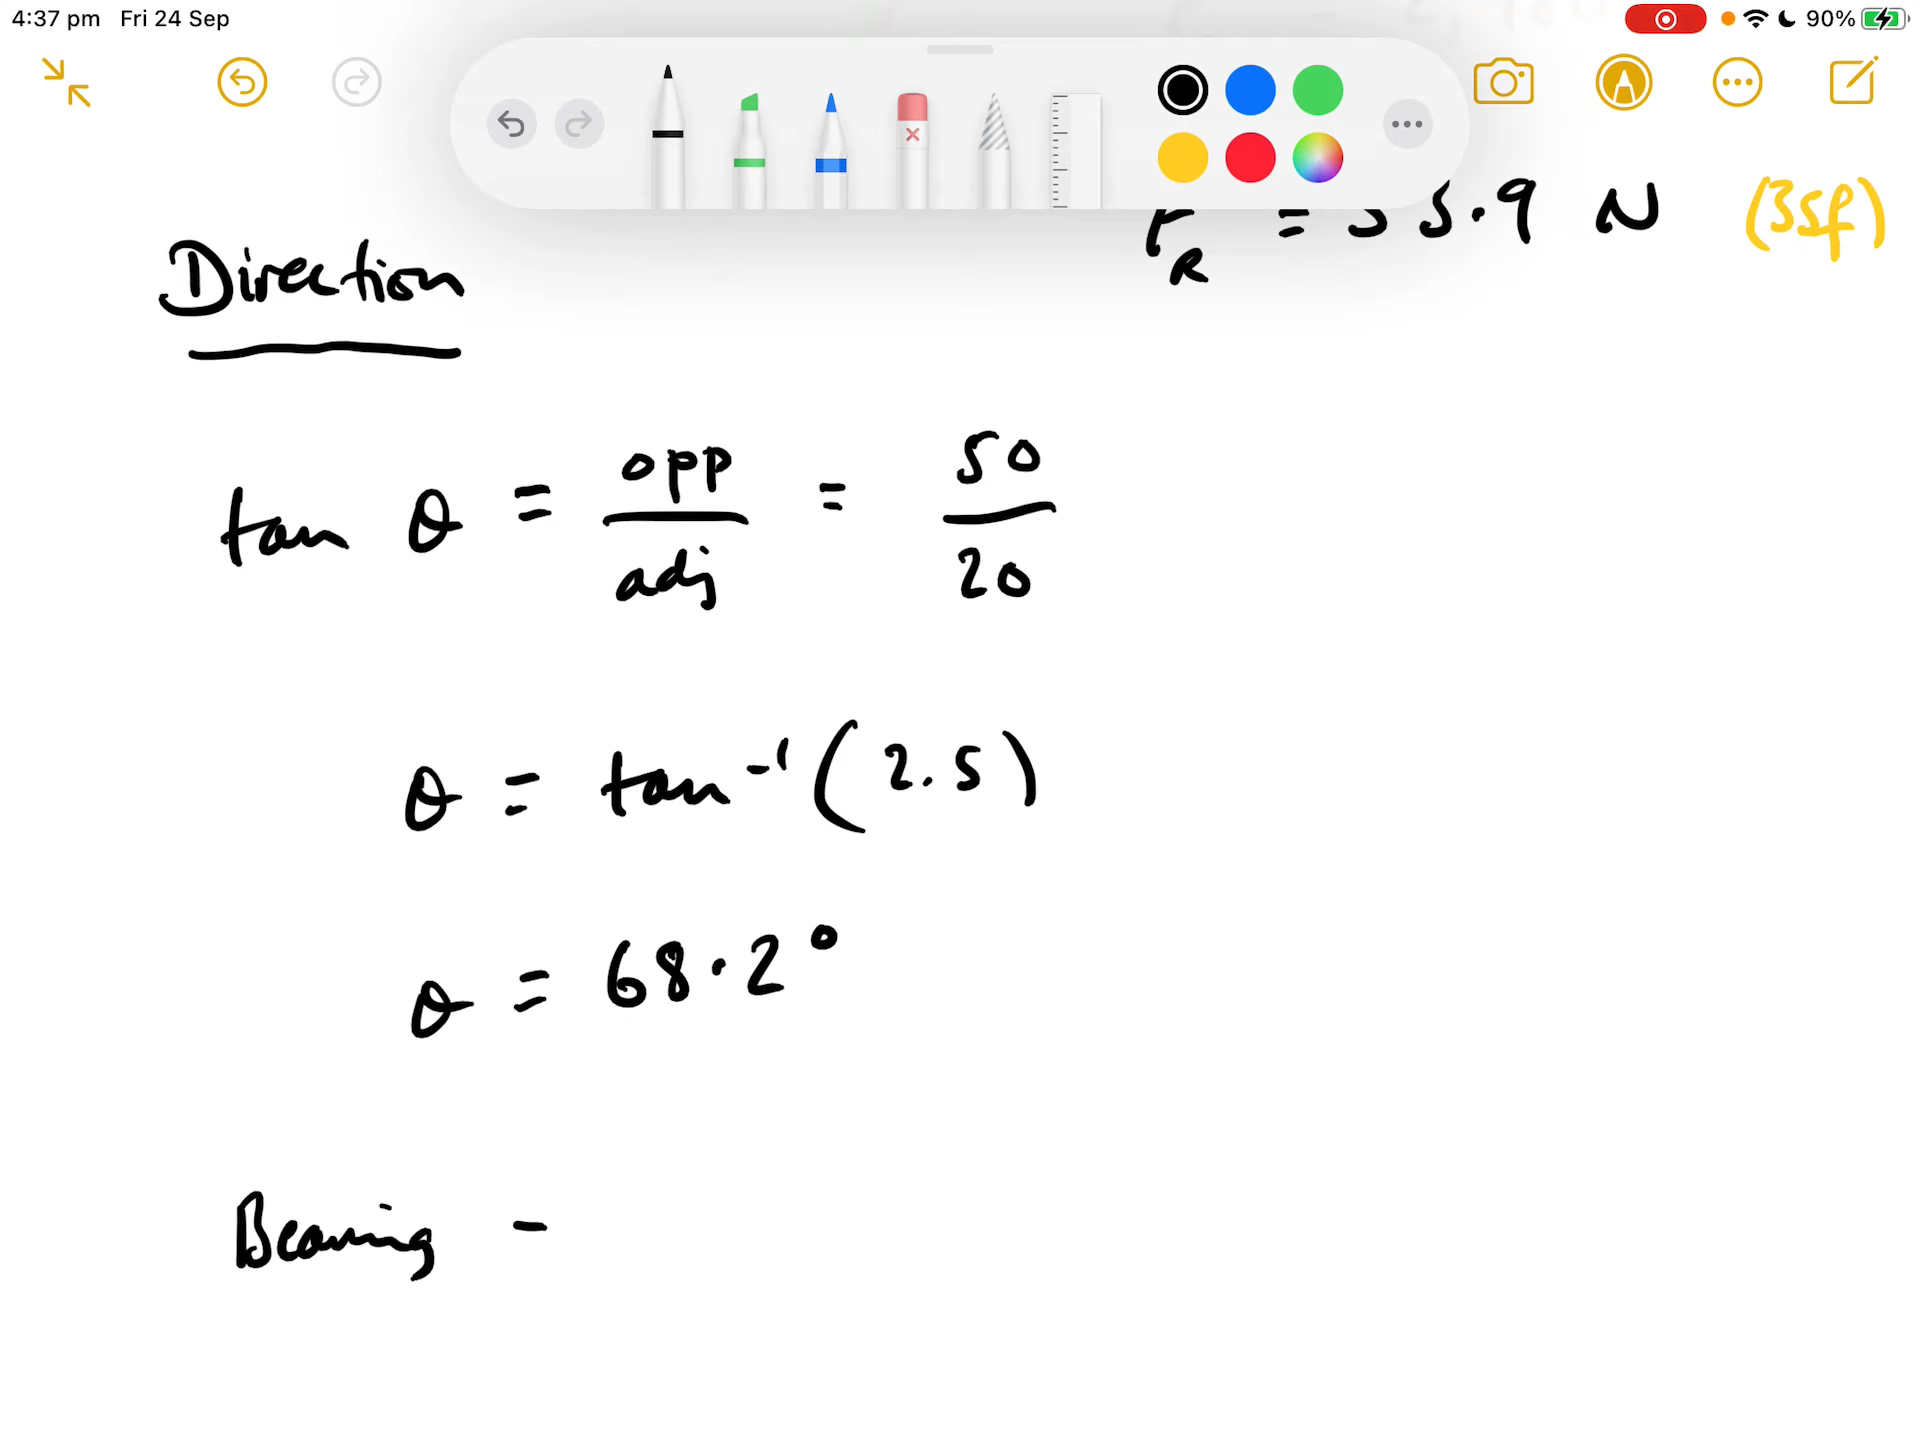 4:37 pm Fri 24 Sep 90%
F_R = 53.9 N (3sf)
Direction
tan θ = opp/adj = 50/20
θ = tan⁻¹ (2.5)
θ = 68.2°
Bearing -